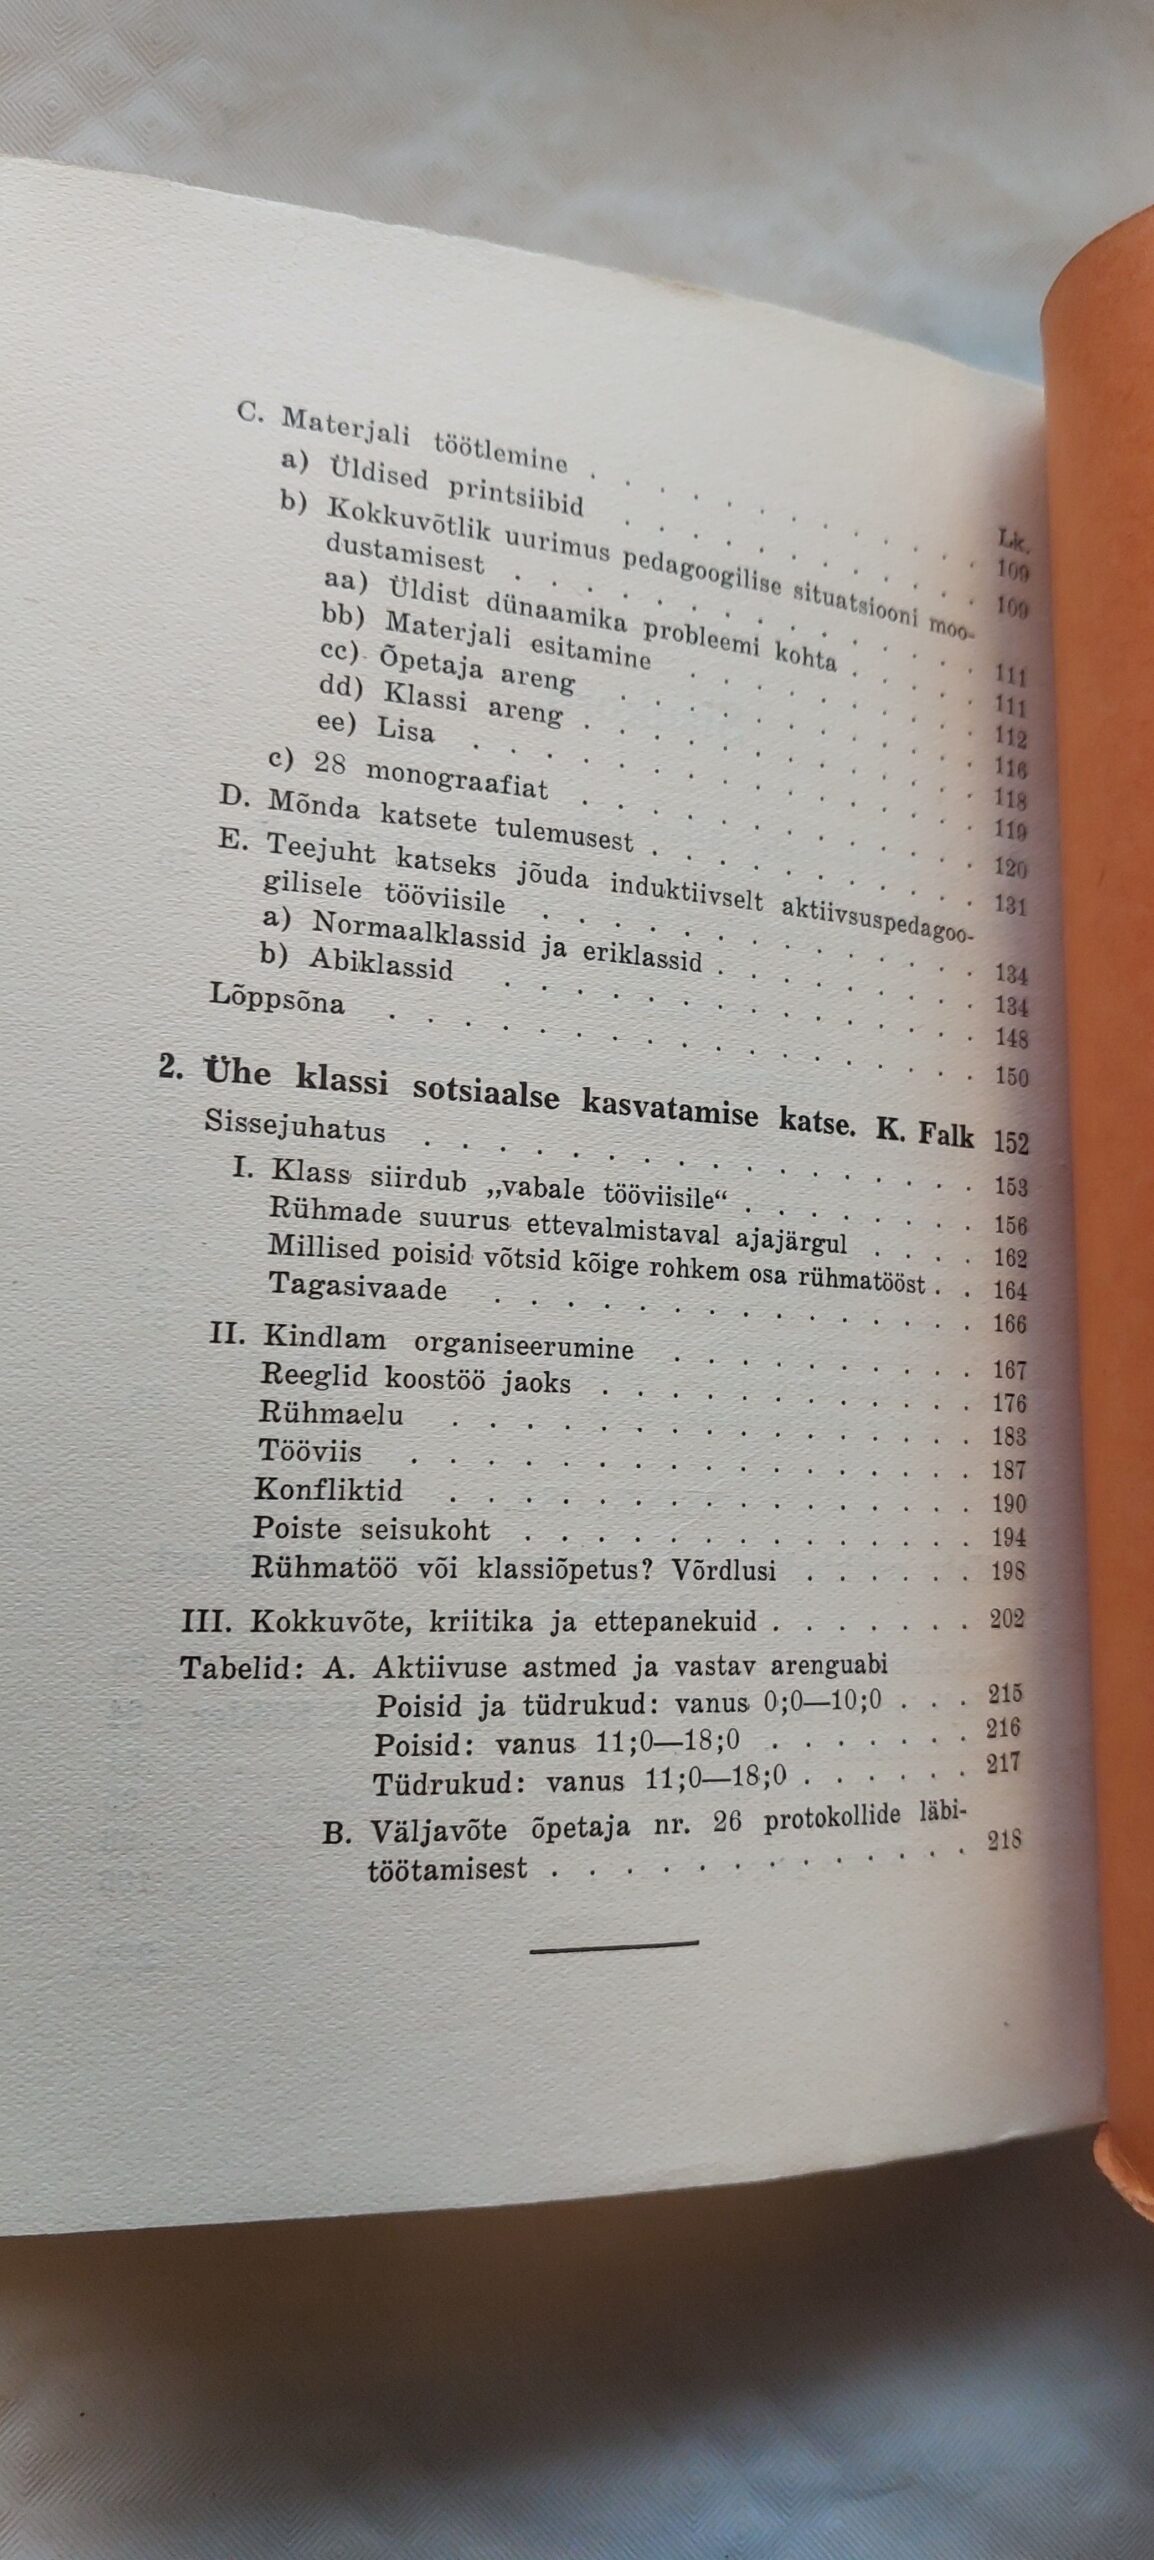 Lk.
C. Materjali töötlemine . . . . . . . . . . . . 109
a) Üldised printsiibid . . . . . . . . . . . 109
b) Kokkuvõtlik uurimus pedagoogilise situatsiooni moo-
dustamisest . . . . . . . . . . . . . 111
aa) Üldist dünaamika probleemi kohta . . . . 111
bb) Materjali esitamine . . . . . . . . . 112
cc) Õpetaja areng . . . . . . . . . . 116
dd) Klassi areng . . . . . . . . . . . 118
ee) Lisa . . . . . . . . . . . . . . 119
c) 28 monograafiat . . . . . . . . . . . 120
D. Mõnda katsete tulemusest . . . . . . . . . 131
E. Teejuht katseks jõuda induktiivselt aktiivsuspedagoo-
gilisele tööviisile . . . . . . . . . . . . 134
a) Normaalklassid ja eriklassid . . . . . . . 134
b) Abiklassid . . . . . . . . . . . . . 148
Lõppsõna . . . . . . . . . . . . . . . . 150
2. Ühe klassi sotsiaalse kasvatamise katse. K. Falk 152
Sissejuhatus . . . . . . . . . . . . . . . 153
I. Klass siirdub „vabale tööviisile“ . . . . . . . 156
Rühmade suurus ettevalmistaval ajajärgul . . . . 162
Millised poisid võtsid kõige rohkem osa rühmatööst . . 164
Tagasivaade . . . . . . . . . . . . . . 166
II. Kindlam organiseerumine . . . . . . . . . 167
Reeglid koostöö jaoks . . . . . . . . . . . 176
Rühmaelu . . . . . . . . . . . . . . . 183
Tööviis . . . . . . . . . . . . . . . . 187
Konfliktid . . . . . . . . . . . . . . . 190
Poiste seisukoht . . . . . . . . . . . . . 194
Rühmatöö või klassiõpetus? Võrdlusi . . . . . . 198
III. Kokkuvõte, kriitika ja ettepanekuid . . . . . . . 202
Tabelid: A. Aktiivuse astmed ja vastav arenguabi
Poisid ja tüdrukud: vanus 0;0—10;0 . . . 215
Poisid: vanus 11;0—18;0 . . . . . . . 216
Tüdrukud: vanus 11;0—18;0 . . . . . . 217
B. Väljavõte õpetaja nr. 26 protokollide läbi-
töötamisest . . . . . . . . . . . . 218